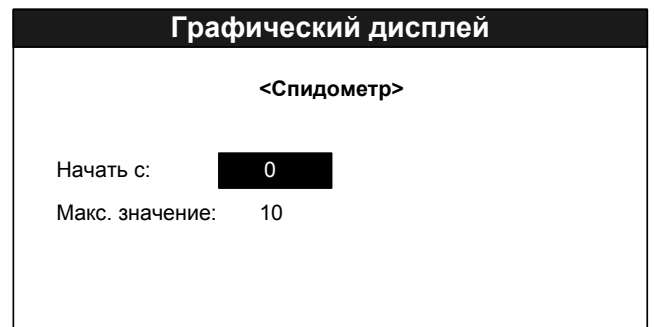 Графический дисплей
<Спидометр>
Начать с: 0
Макс. значение: 10